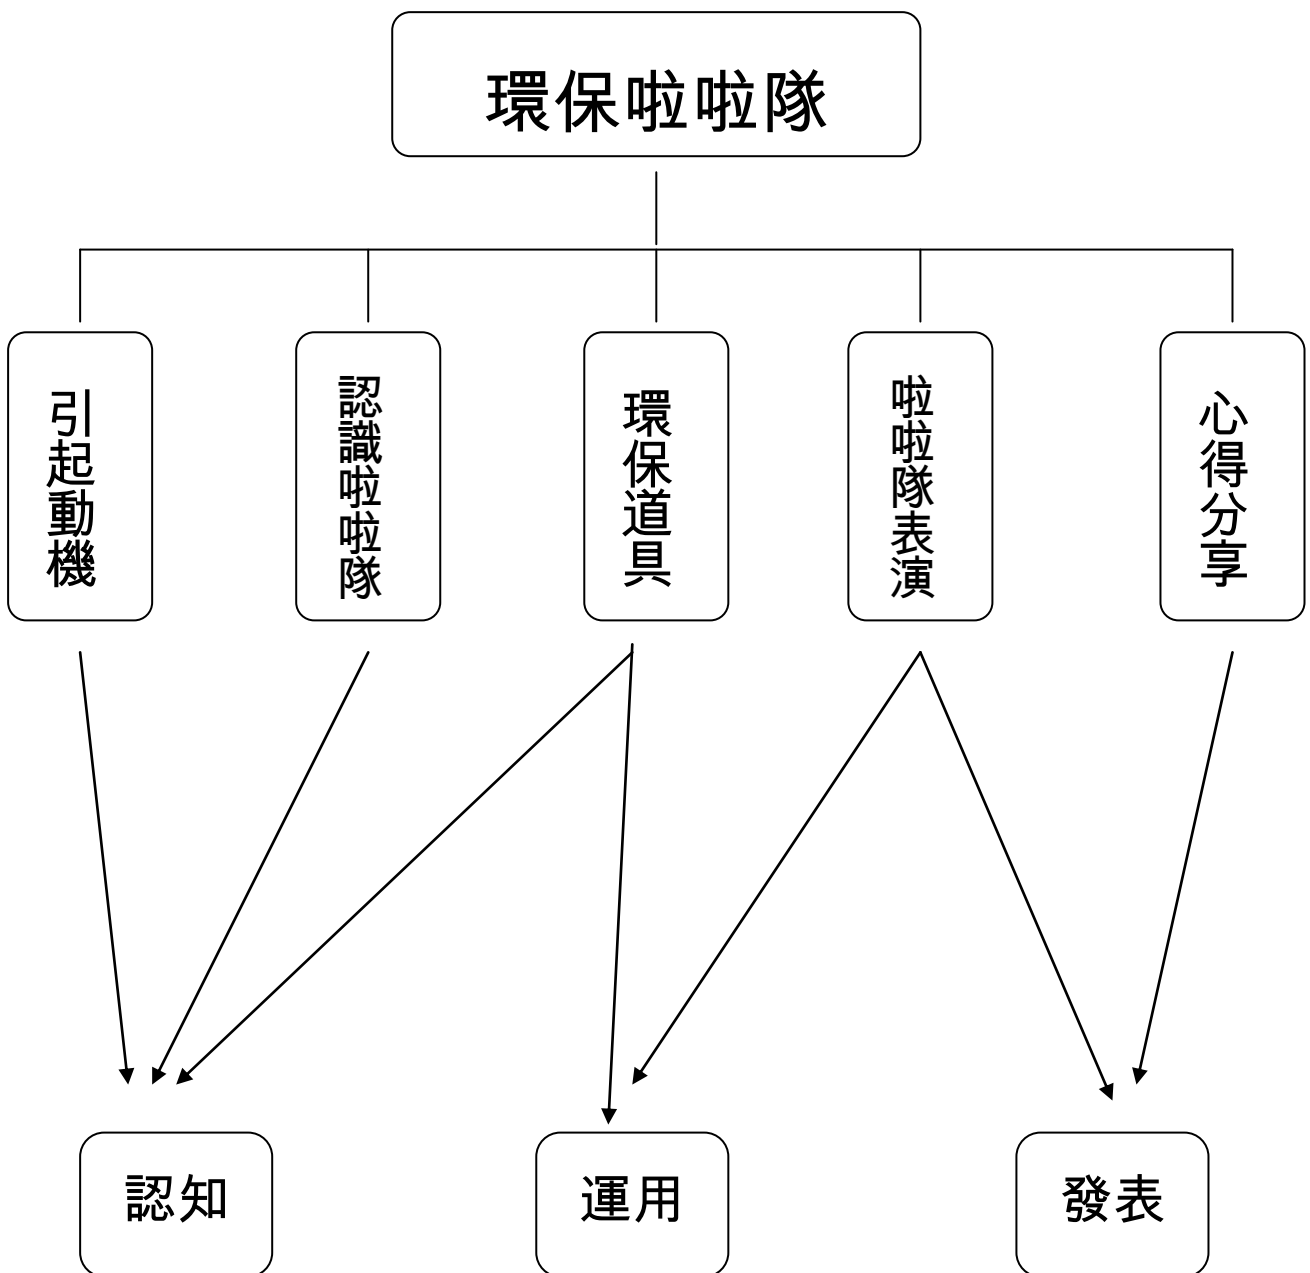 環保啦啦隊
引起動機
認識啦啦隊
環保道具
啦啦隊表演
心得分享
認知
運用
發表